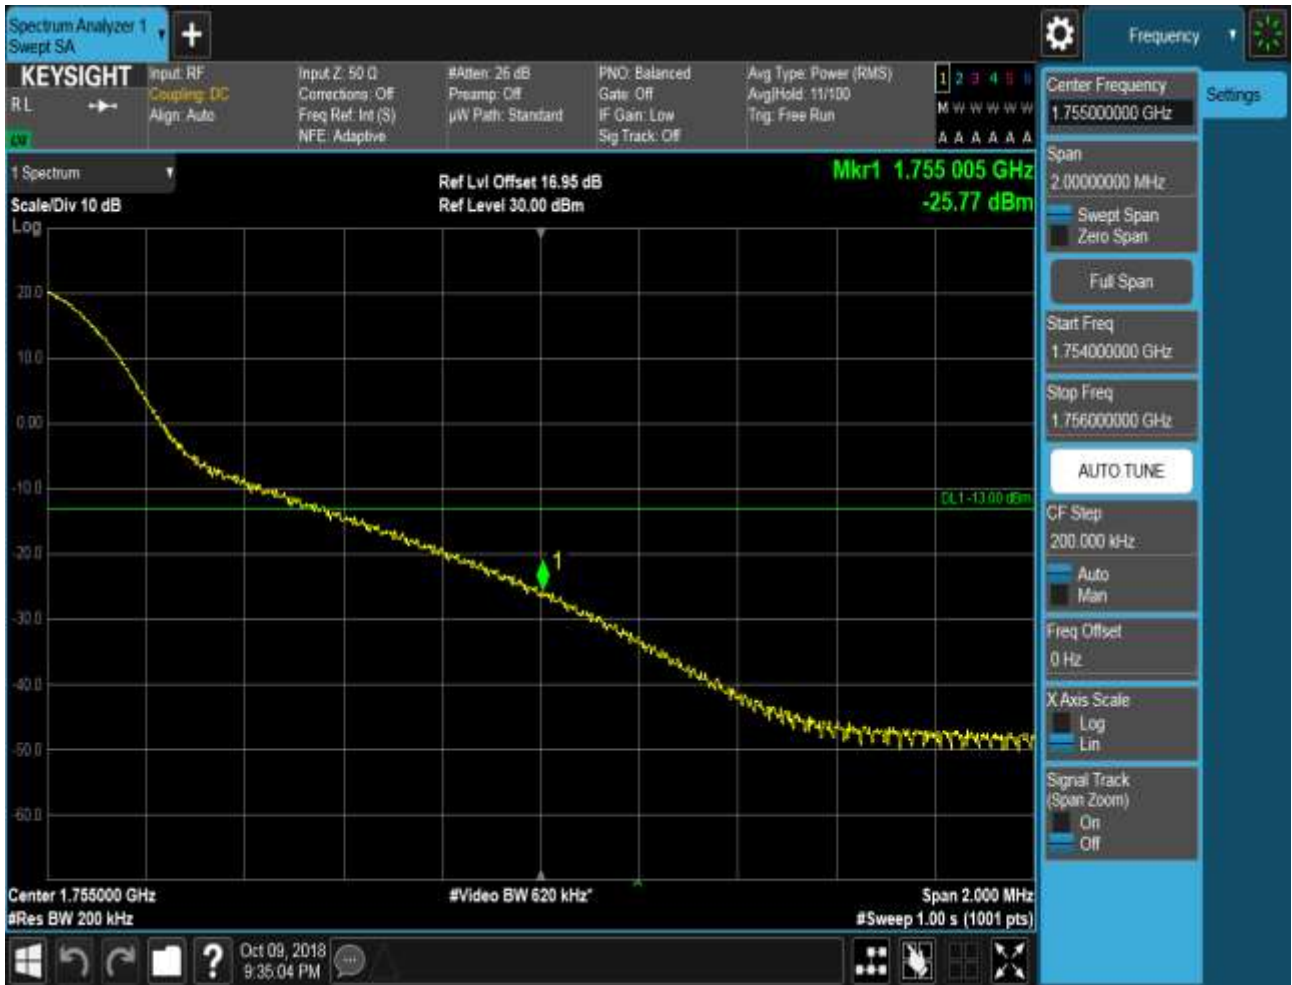 Spectrum Analyzer 1
Swept SA
+
Frequency
KEYSIGHT
R L
Input: RF
Coupling: DC
Align: Auto
Input Z: 50 Ω
Corrections: Off
Freq Ref: Int (S)
NFE: Adaptive
#Atten: 26 dB
Preamp: Off
µW Path: Standard
PNO: Balanced
Gate: Off
IF Gain: Low
Sig Track: Off
Avg Type: Power (RMS)
Avg|Hold: 11/100
Trig: Free Run
1 2 3 4 5 6
M W W W W W
A A A A A A
1 Spectrum
Scale/Div 10 dB
Log
Ref Lvl Offset 16.95 dB
Ref Level 30.00 dBm
Mkr1 1.755 005 GHz
-25.77 dBm
20.0
10.0
0.00
-10.0
-20.0
-30.0
-40.0
-50.0
-60.0
DL1 -13.00 dBm
1
Center 1.755000 GHz
#Res BW 200 kHz
#Video BW 620 kHz*
Span 2.000 MHz
#Sweep 1.00 s (1001 pts)
Center Frequency
1.755000000 GHz
Settings
Span
2.00000000 MHz
Swept Span
Zero Span
Full Span
Start Freq
1.754000000 GHz
Stop Freq
1.756000000 GHz
AUTO TUNE
CF Step
200.000 kHz
Auto
Man
Freq Offset
0 Hz
X Axis Scale
Log
Lin
Signal Track
(Span Zoom)
On
Off
?
Oct 09, 2018
9:35:04 PM